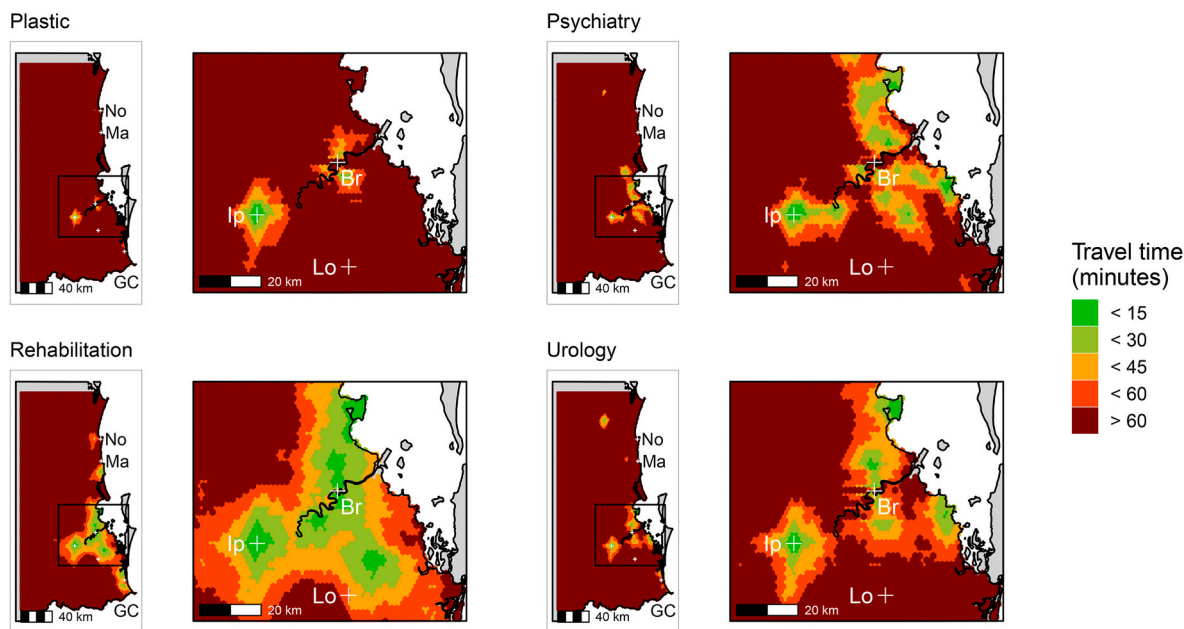 Plastic
No
Ma
GC
40 km
Br
Ip
Lo
20 km
Psychiatry
No
Ma
GC
40 km
Br
Ip
Lo
20 km
Rehabilitation
No
Ma
GC
40 km
Br
Ip
Lo
20 km
Urology
No
Ma
GC
40 km
Br
Ip
Lo
20 km
Travel time
(minutes)
< 15
< 30
< 45
< 60
> 60